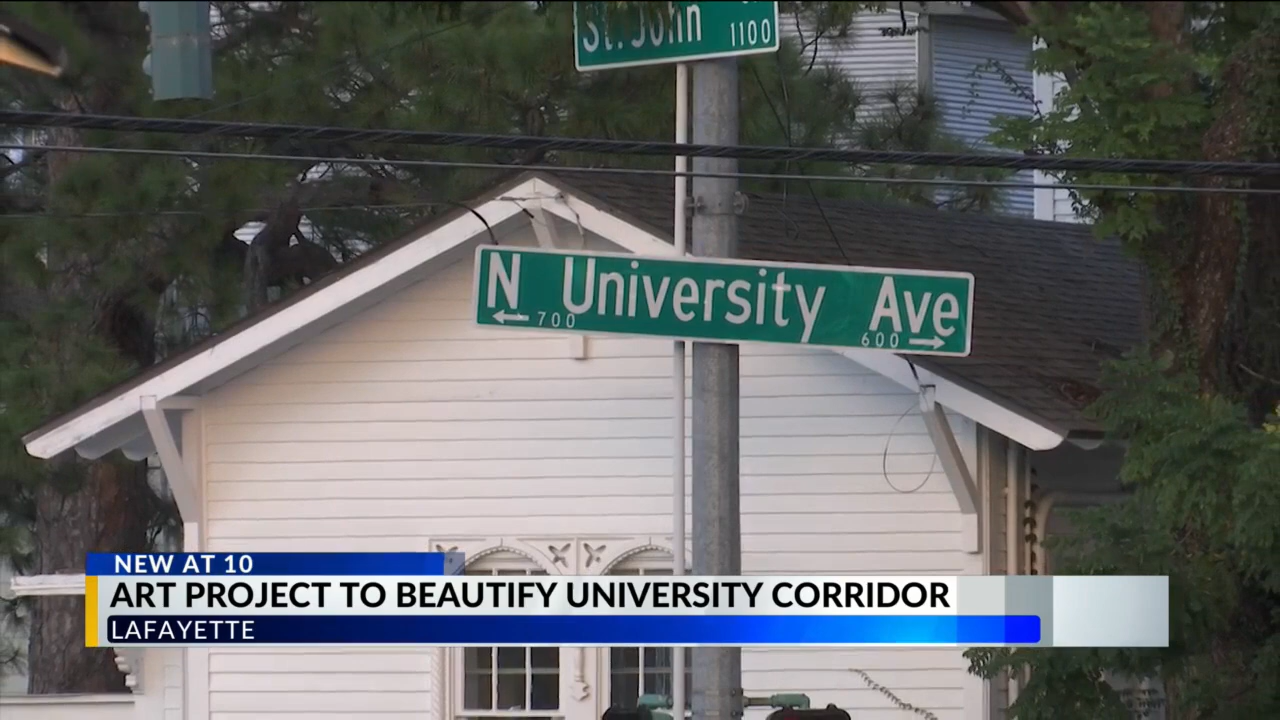 St. John
1100
N University Ave
← 700 600 →
NEW AT 10
ART PROJECT TO BEAUTIFY UNIVERSITY CORRIDOR
LAFAYETTE